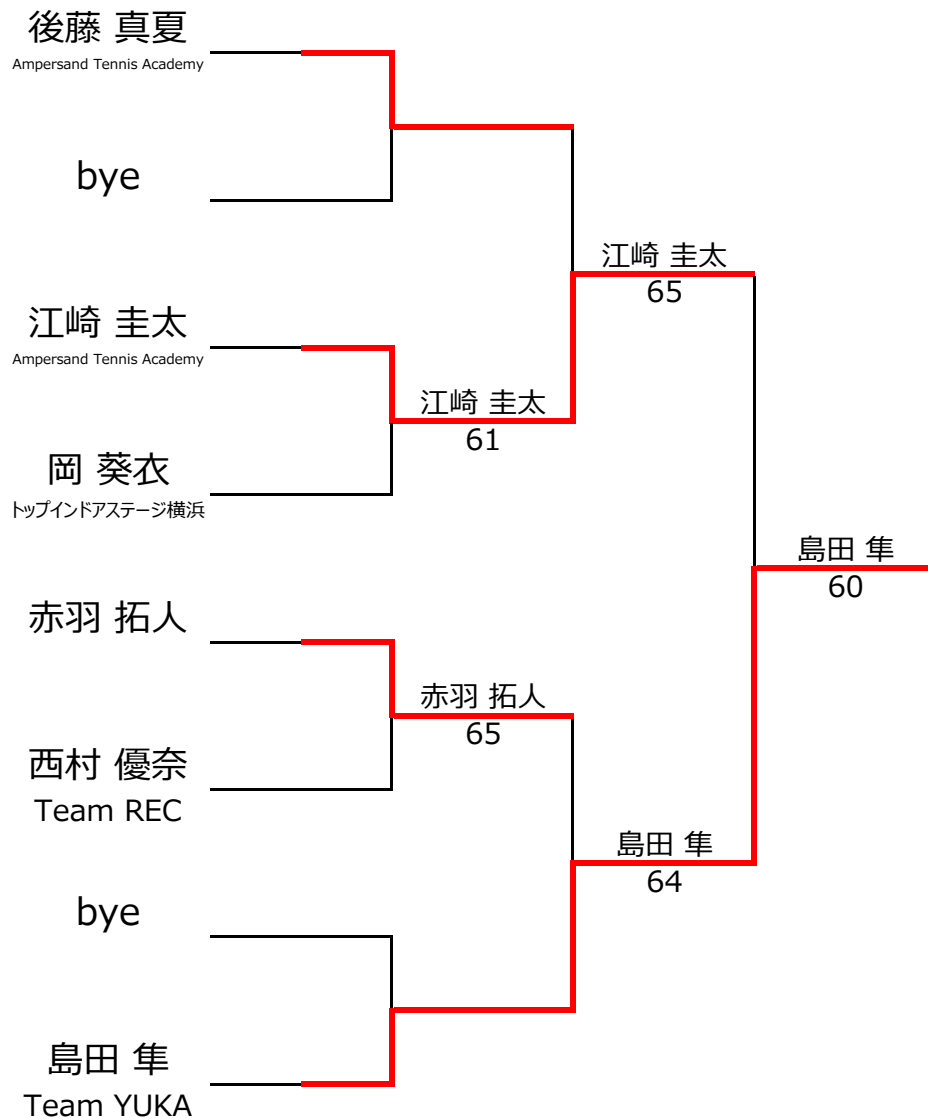 後藤 真夏
Ampersand Tennis Academy
bye
江崎 圭太
65
江崎 圭太
Ampersand Tennis Academy
江崎 圭太
61
岡 葵衣
トップインドアステージ横浜
島田 隼
60
赤羽 拓人
赤羽 拓人
65
西村 優奈
Team REC
島田 隼
64
bye
島田 隼
Team YUKA